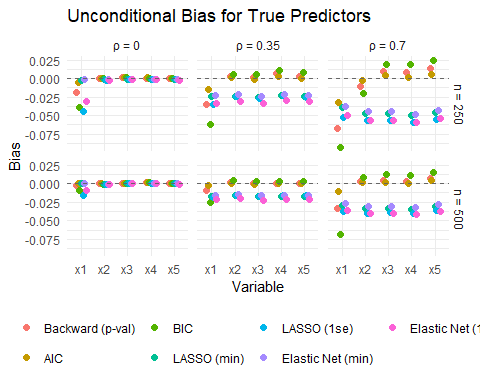 Unconditional Bias for True Predictors
ρ = 0 ρ = 0.35 ρ = 0.7
0.025
0.000
-0.025
-0.050
-0.075
n = 250
0.025
0.000
-0.025
-0.050
-0.075
n = 500
Bias
x1 x2 x3 x4 x5 x1 x2 x3 x4 x5 x1 x2 x3 x4 x5
Variable
Backward (p-val) BIC LASSO (1se) Elastic Net (1
AIC LASSO (min) Elastic Net (min)